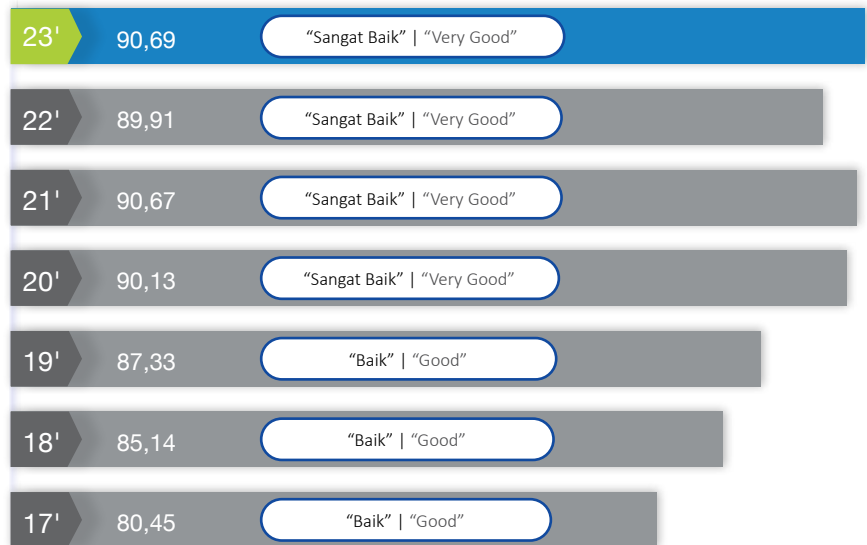 23' 90,69 “Sangat Baik” | “Very Good”
22' 89,91 “Sangat Baik” | “Very Good”
21' 90,67 “Sangat Baik” | “Very Good”
20' 90,13 “Sangat Baik” | “Very Good”
19' 87,33 “Baik” | “Good”
18' 85,14 “Baik” | “Good”
17' 80,45 “Baik” | “Good”